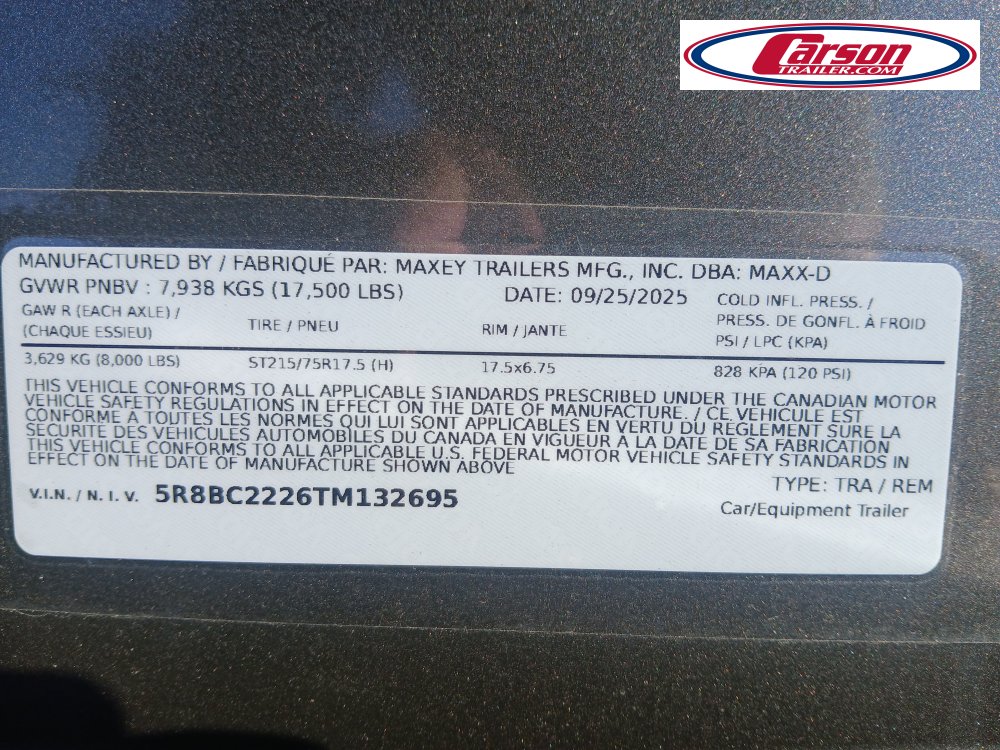 Carson
TRAILER.COM
MANUFACTURED BY / FABRIQUÉ PAR: MAXEY TRAILERS MFG., INC. DBA: MAXX-D
GVWR PNBV : 7,938 KGS (17,500 LBS) DATE: 09/25/2025
COLD INFL. PRESS. /
PRESS. DE GONFL. À FROID
PSI / LPC (KPA)
GAW R (EACH AXLE) /
(CHAQUE ESSIEU)
TIRE / PNEU
RIM / JANTE
3,629 KG (8,000 LBS) ST215/75R17.5 (H) 17.5x6.75 828 KPA (120 PSI)
THIS VEHICLE CONFORMS TO ALL APPLICABLE STANDARDS PRESCRIBED UNDER THE CANADIAN MOTOR
VEHICLE SAFETY REGULATIONS IN EFFECT ON THE DATE OF MANUFACTURE. / CE VEHICULE EST
CONFORME A TOUTES LES NORMES QUI LUI SONT APPLICABLES EN VERTU DU REGLEMENT SURE LA
SECURITE DES VEHICULES AUTOMOBILES DU CANADA EN VIGUEUR A LA DATE DE SA FABRICATION
THIS VEHICLE CONFORMS TO ALL APPLICABLE U.S. FEDERAL MOTOR VEHICLE SAFETY STANDARDS IN
EFFECT ON THE DATE OF MANUFACTURE SHOWN ABOVE
V.I.N. / N. I. V. 5R8BC2226TM132695
TYPE: TRA / REM
Car/Equipment Trailer